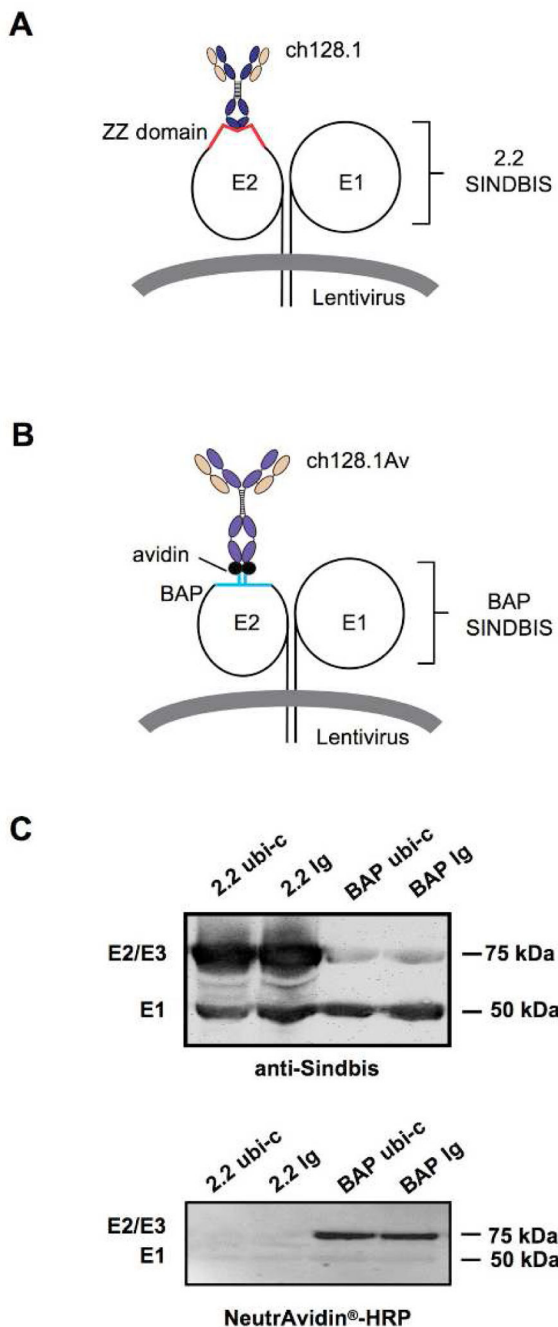 A
ch128.1
ZZ domain
E2
E1
2.2
SINDBIS
Lentivirus
B
ch128.1Av
avidin
BAP
E2
E1
BAP
SINDBIS
Lentivirus
C
2.2 ubi-c
2.2 Ig
BAP ubi-c
BAP Ig
E2/E3
75 kDa
E1
50 kDa
anti-Sindbis
2.2 ubi-c
2.2 Ig
BAP ubi-c
BAP Ig
E2/E3
75 kDa
E1
50 kDa
NeutrAvidin®-HRP